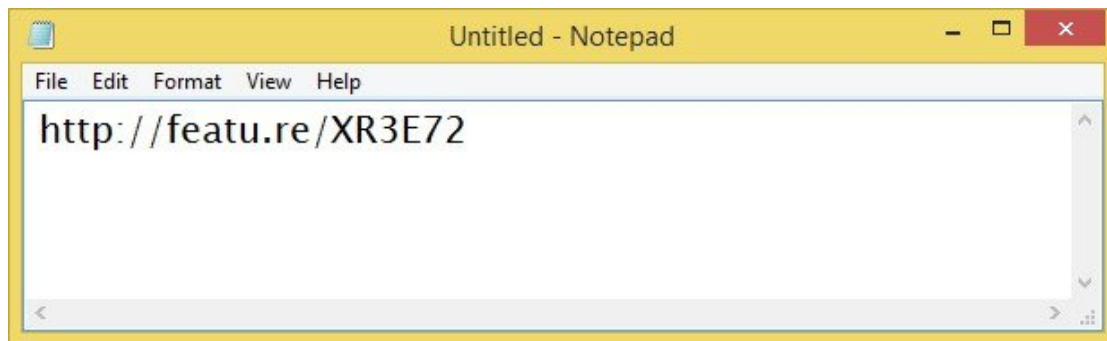 Untitled - Notepad
File Edit Format View Help
http://featu.re/XR3E72